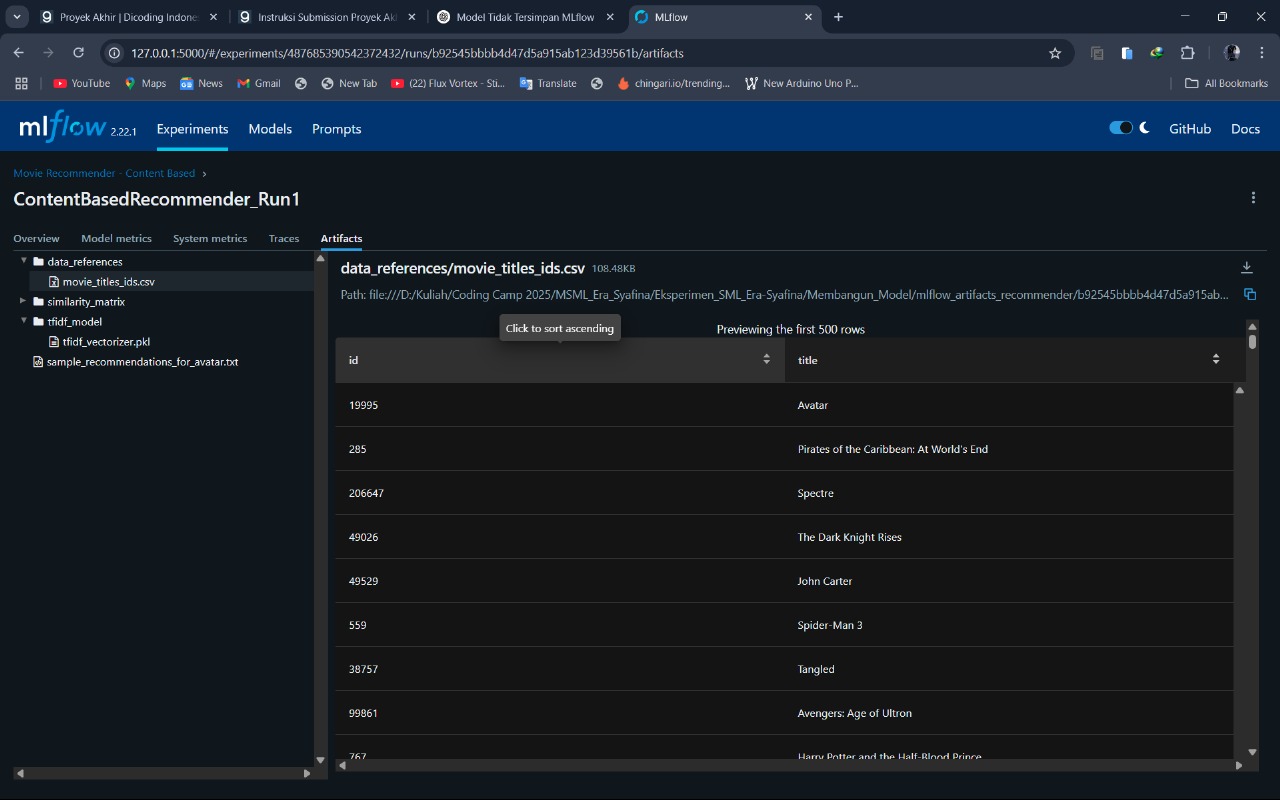 Proyek Akhir | Dicoding Indone
Instruksi Submission Proyek Ak
Model Tidak Tersimpan MLflow
MLflow
127.0.0.1:5000/#/experiments/487685390542372432/runs/b92545bbbb4d47d5a915ab123d39561b/artifacts
YouTube
Maps
News
Gmail
New Tab
(22) Flux Vortex - Sti...
Translate
chingari.io/trending...
New Arduino Uno P...
All Bookmarks
mlflow 2.22.1
Experiments
Models
Prompts
GitHub
Docs
Movie Recommender - Content Based
ContentBasedRecommender_Run1
Overview
Model metrics
System metrics
Traces
Artifacts
data_references
movie_titles_ids.csv
similarity_matrix
tfidf_model
tfidf_vectorizer.pkl
sample_recommendations_for_avatar.txt
data_references/movie_titles_ids.csv 108.48KB
Path: file:///D:/Kuliah/Coding Camp 2025/MSML_Era_Syafina/Eksperimen_SML_Era-Syafina/Membangun_Model/mlflow_artifacts_recommender/b92545bbbb4d47d5a915ab...
Click to sort ascending
Previewing the first 500 rows
id title
19995 Avatar
285 Pirates of the Caribbean: At World's End
206647 Spectre
49026 The Dark Knight Rises
49529 John Carter
559 Spider-Man 3
38757 Tangled
99861 Avengers: Age of Ultron
767 Harry Potter and the Half-Blood Prince